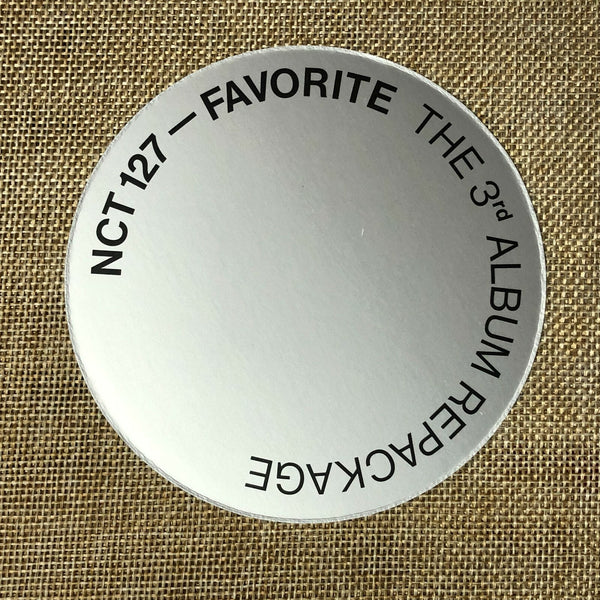 NCT 127 — FAVORITE THE 3rd ALBUM REPACKAGE